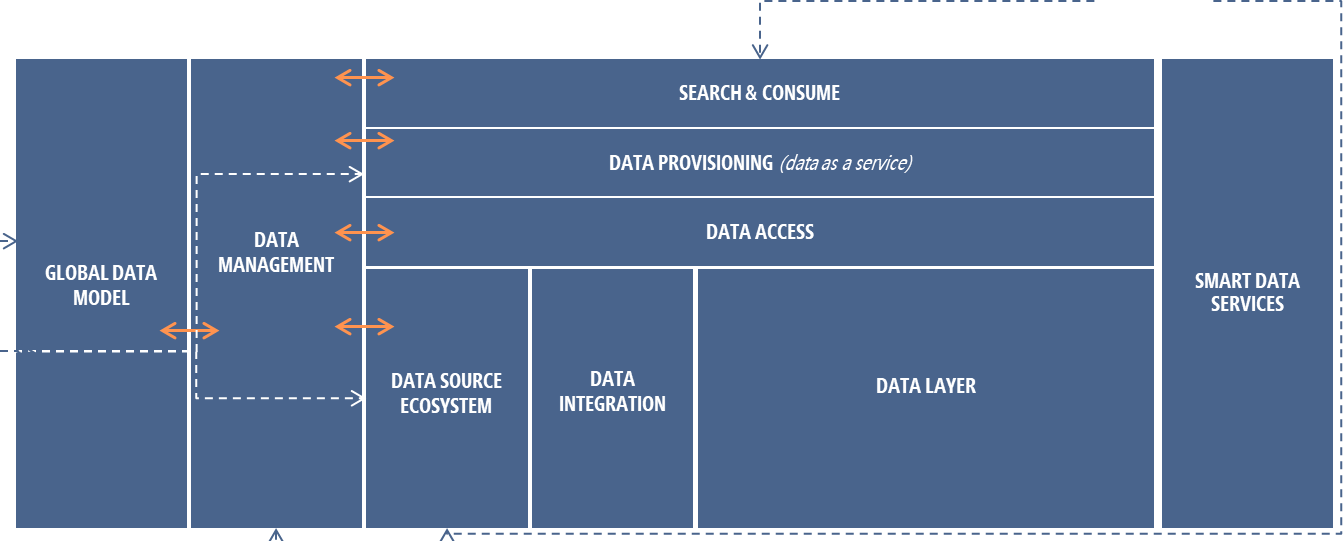 GLOBAL DATA
MODEL
DATA
MANAGEMENT
SEARCH & CONSUME
DATA PROVISIONING (data as a service)
DATA ACCESS
DATA SOURCE
ECOSYSTEM
DATA
INTEGRATION
DATA LAYER
SMART DATA
SERVICES